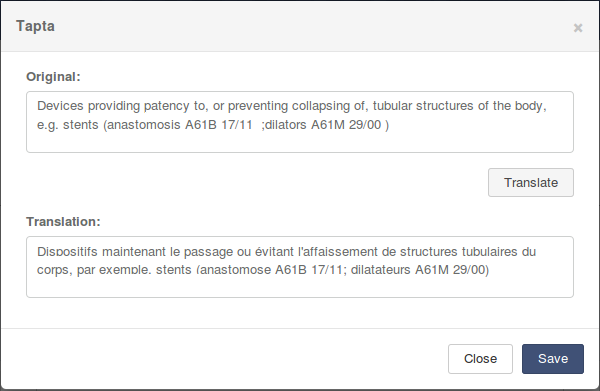 Tapta
×
Original:
Devices providing patency to, or preventing collapsing of, tubular structures of the body,
e.g. stents (anastomosis A61B 17/11  ;dilators A61M 29/00 )
Translate
Translation:
Dispositifs maintenant le passage ou évitant l'affaissement de structures tubulaires du
corps, par exemple. stents (anastomose A61B 17/11; dilatateurs A61M 29/00)
Close
Save